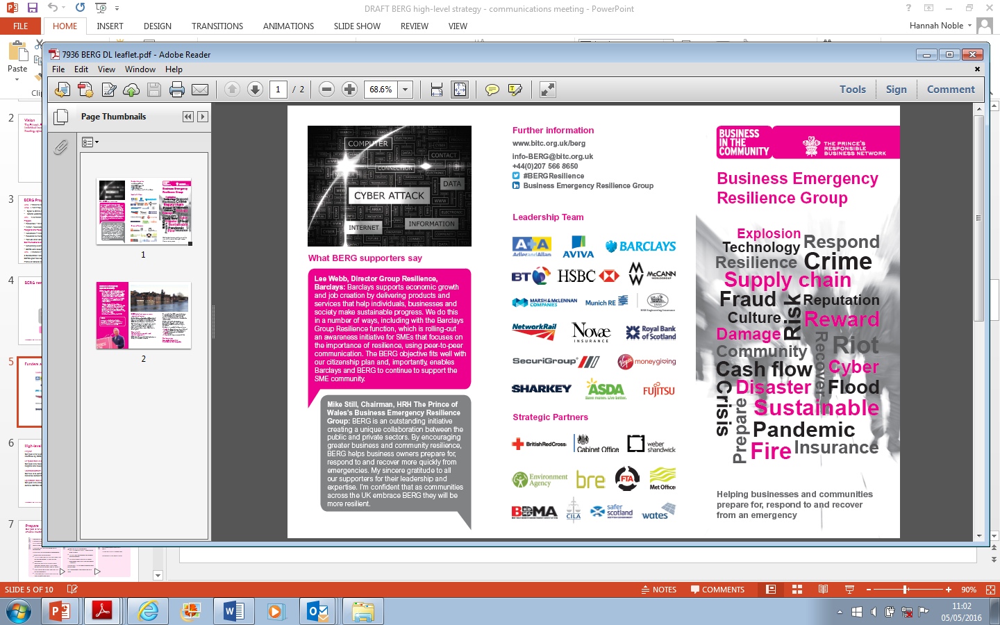 DRAFT BERG high-level strategy - communications meeting - PowerPoint
FILE HOME INSERT DESIGN TRANSITIONS ANIMATIONS SLIDE SHOW REVIEW VIEW
Hannah Noble
Paste
7936 BERG DL leaflet.pdf - Adobe Reader
File Edit View Window Help
1 / 2
68.6%
Tools Sign Comment
Page Thumbnails
1
2
2
Vision
3
4
5
6
7
Prepare
COMPUTER
CONTACT
CONNECTION
DATA
CYBER ATTACK
INTERNET
INFORMATION
What BERG supporters say
Lee Webb, Director Group Resilience,
Barclays: Barclays supports economic growth
and job creation by delivering products and
services that help individuals, businesses and
society make sustainable progress. We do this
in a number of ways, including with the Barclays
Group Resilience function, which is rolling-out
an awareness initiative for SMEs that focuses on
the importance of resilience, using peer-to-peer
communication. The BERG objective fits well with
our citizenship plan and, importantly, enables
Barclays and BERG to continue to support the
SME community.
Mike Still, Chairman, HRH The Prince of
Wales's Business Emergency Resilience
Group: BERG is an outstanding initiative
creating a unique collaboration between the
public and private sectors. By encouraging
greater business and community resilience,
BERG helps business owners prepare for,
respond to and recover more quickly from
emergencies. My sincere gratitude to all
our supporters for their leadership and
expertise. I'm confident that as communities
across the UK embrace BERG they will be
more resilient.
Further information
www.bitc.org.uk/berg
info-BERG@bitc.org.uk
+44(0)207 566 8650
#BERGResilience
Business Emergency Resilience Group
Leadership Team
A+A
AdlerandAllan
AVIVA
BARCLAYS
BT
HSBC
McCANN
WORLDGROUP
MARSH & McLENNAN
COMPANIES
Munich RE
HSB Engineering Insurance
NetworkRail
Novæ
INSURANCE
Royal Bank
of Scotland
SecuriGroup
Virgin moneygiving
SHARKEY
ASDA
Save money. Live better.
FUJITSU
Strategic Partners
BritishRedCross
Cabinet Office
weber
shandwick
Environment
Agency
bre
FTA
Met Office
BDMA
CILA
safer
scotland
wates
BUSINESS
IN THE
COMMUNITY
THE PRINCE'S
RESPONSIBLE
BUSINESS NETWORK
Business Emergency
Resilience Group
Explosion
Technology
Respond
Resilience
Crime
Supply chain
Fraud
Risk
Reputation
Culture
Reward
Damage
Recover
Riot
Community
Cash flow
Cyber
Crisis
Disaster
Flood
Prepare
Sustainable
Pandemic
Fire
Insurance
Helping businesses and communities
prepare for, respond to and recover
from an emergency
SLIDE 5 OF 10
NOTES COMMENTS
90%
11:02
05/05/2016